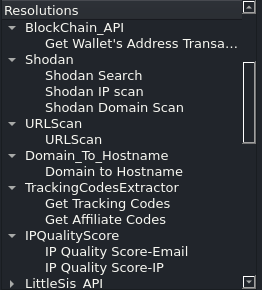 Resolutions
BlockChain_API
Get Wallet's Address Transa...
Shodan
Shodan Search
Shodan IP scan
Shodan Domain Scan
URLScan
URLScan
Domain_To_Hostname
Domain to Hostname
TrackingCodesExtractor
Get Tracking Codes
Get Affiliate Codes
IPQualityScore
IP Quality Score-Email
IP Quality Score-IP
LittleSis_API